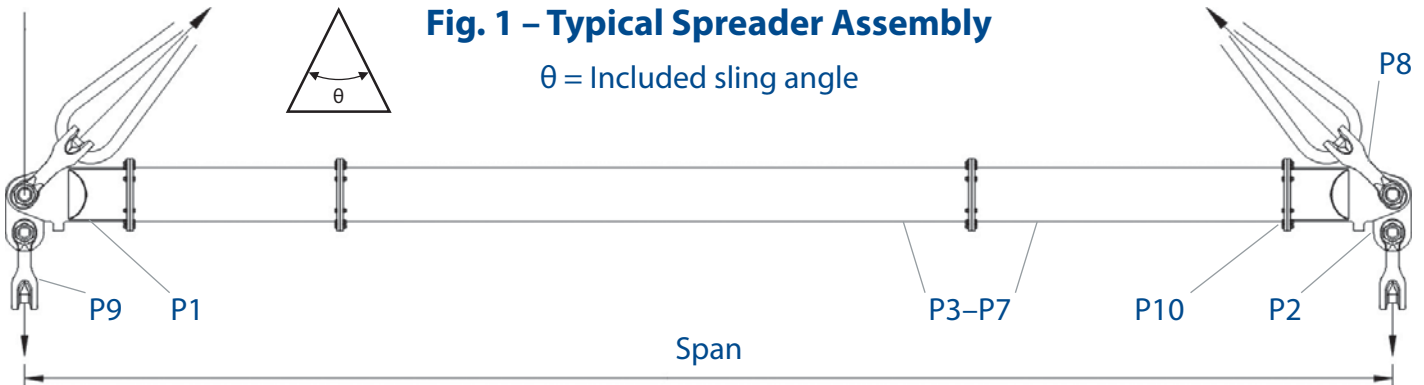 Fig. 1 – Typical Spreader Assembly
θ
θ = Included sling angle
P8
P9
P1
P3–P7
P10
P2
Span